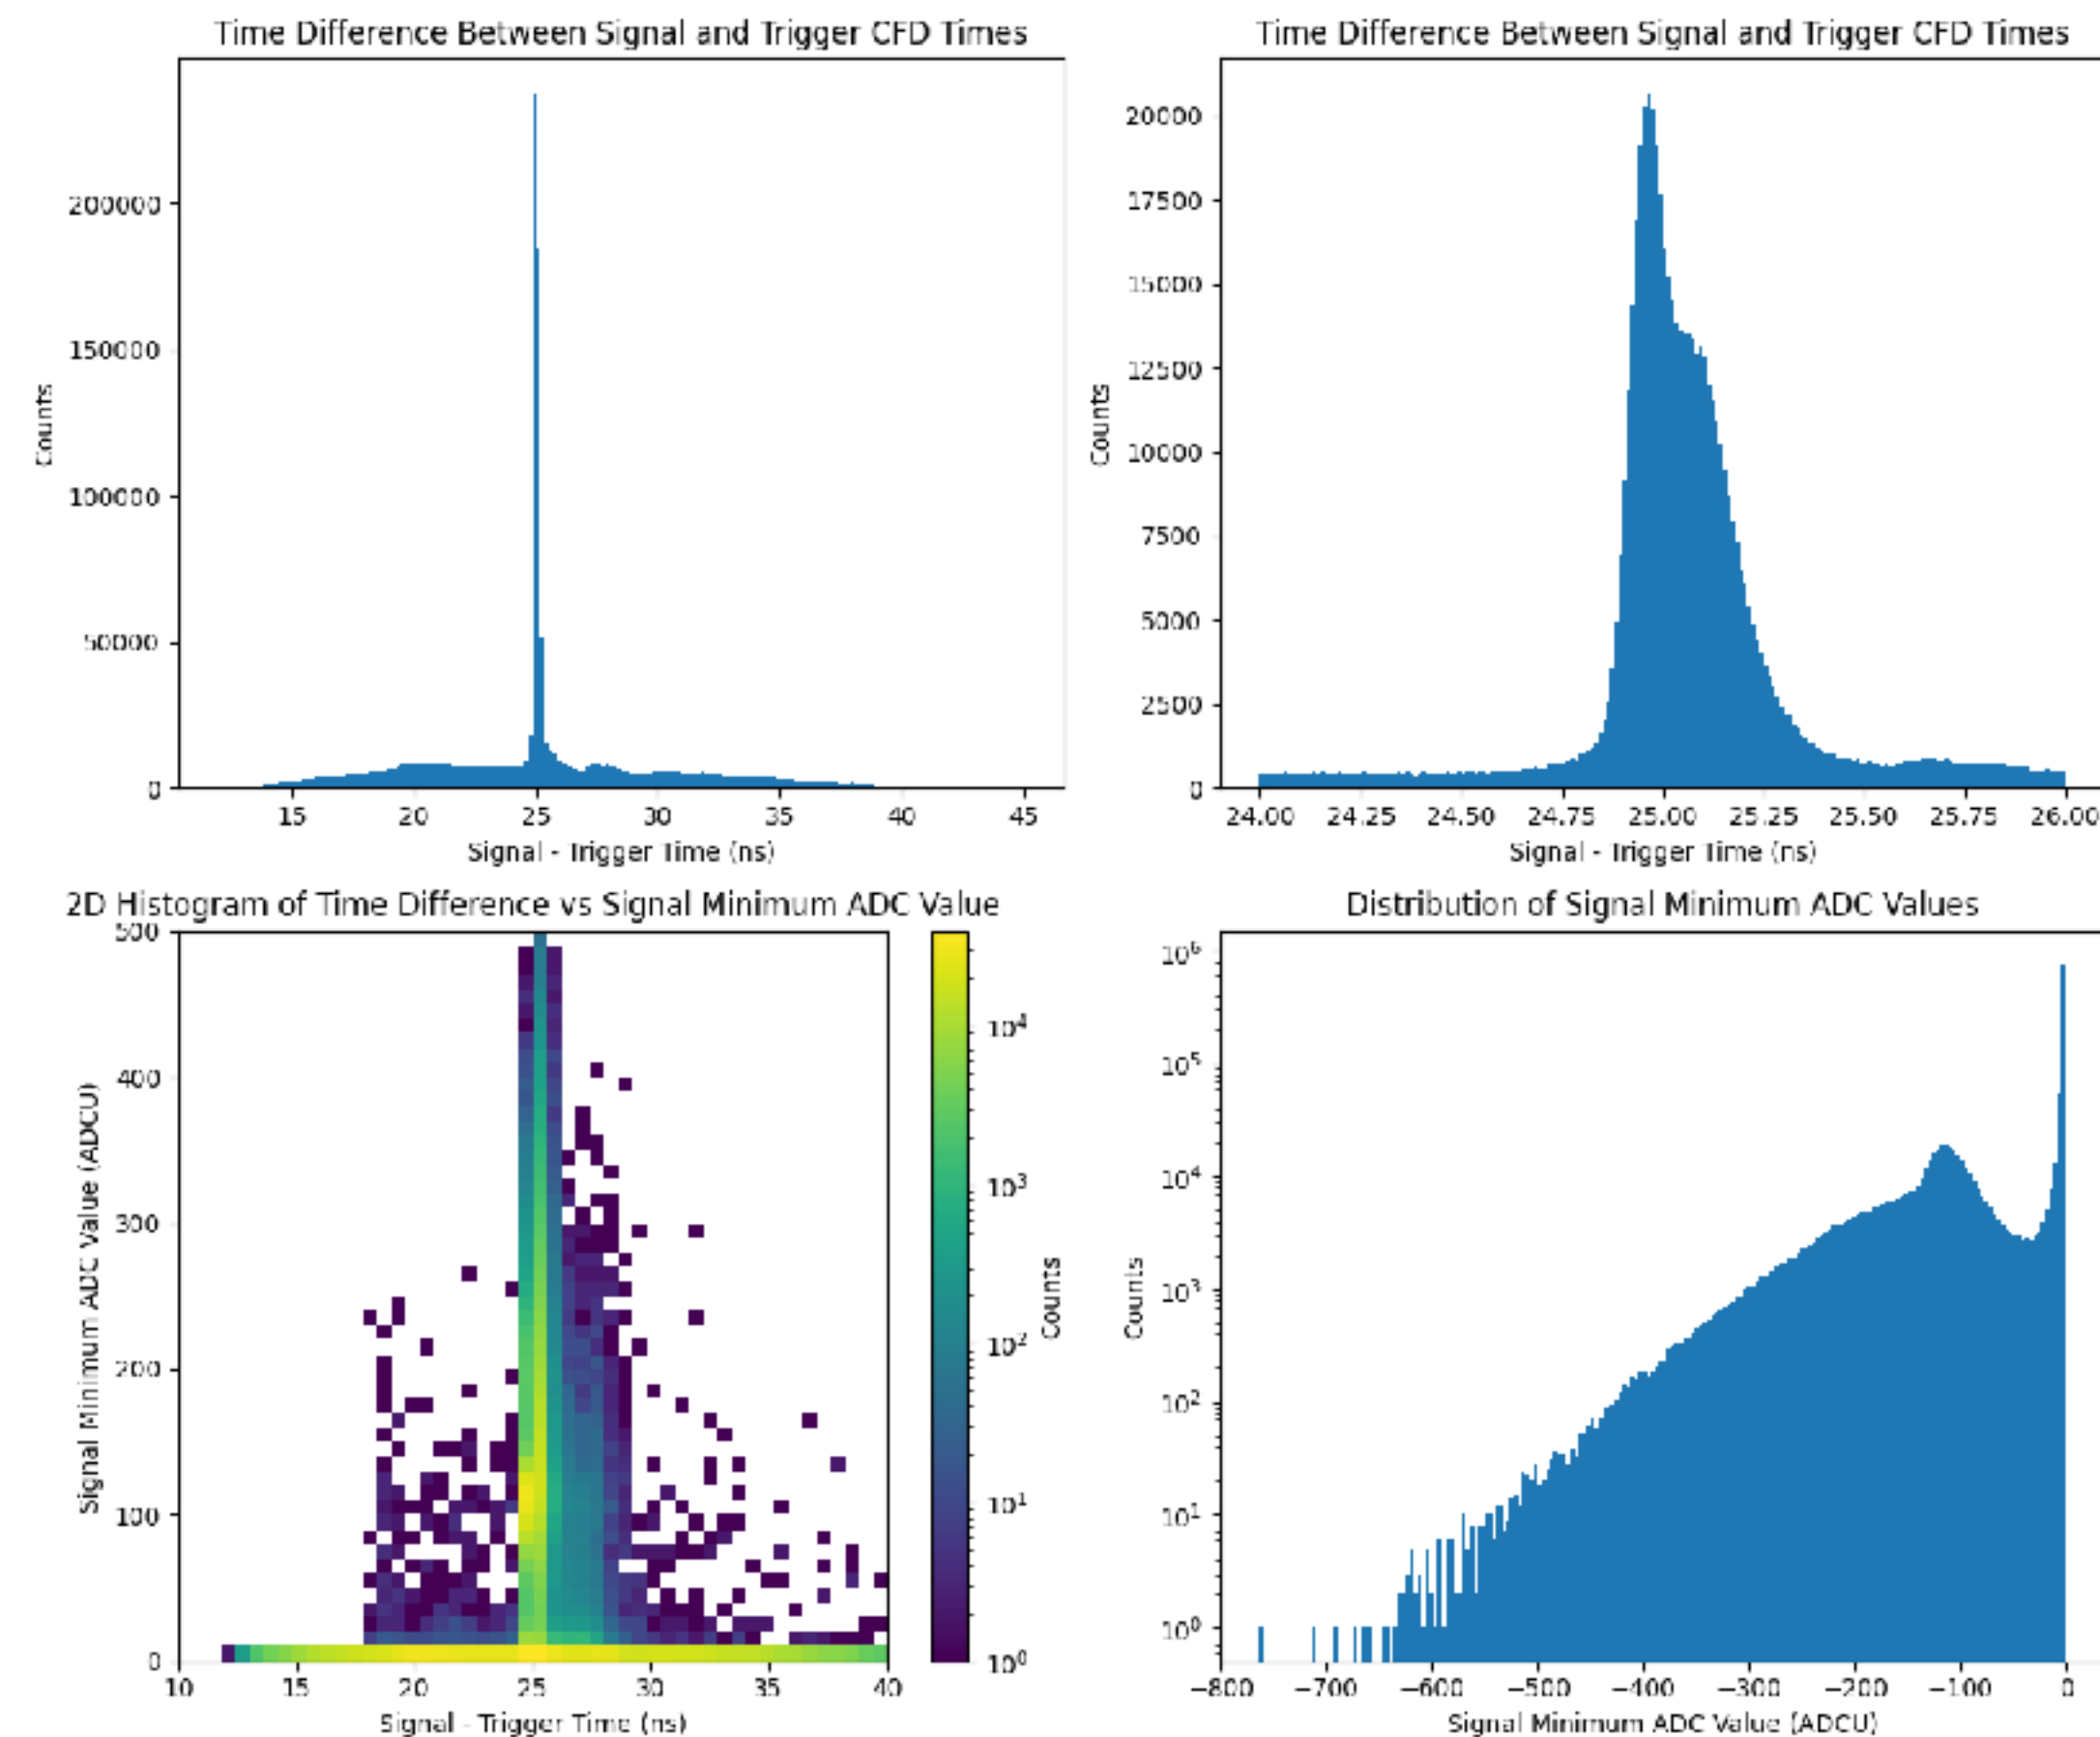 Time Difference Between Signal and Trigger CFD Times
200000
150000
100000
50000
0
Counts
15 20 25 30 35 40 45
Signal - Trigger Time (ns)
Time Difference Between Signal and Trigger CFD Times
20000
17500
15000
12500
10000
7500
5000
2500
0
Counts
24.00 24.25 24.50 24.75 25.00 25.25 25.50 25.75 26.00
Signal - Trigger Time (ns)
2D Histogram of Time Difference vs Signal Minimum ADC Value
500
400
300
200
100
0
Signal Minimum ADC Value (ADCU)
10 15 20 25 30 35 40
Signal - Trigger Time (ns)
10⁴
10³
10²
10¹
10⁰
Counts
Distribution of Signal Minimum ADC Values
10⁶
10⁵
10⁴
10³
10²
10¹
10⁰
Counts
−800 −700 −600 −500 −400 −300 −200 −100 0
Signal Minimum ADC Value (ADCU)